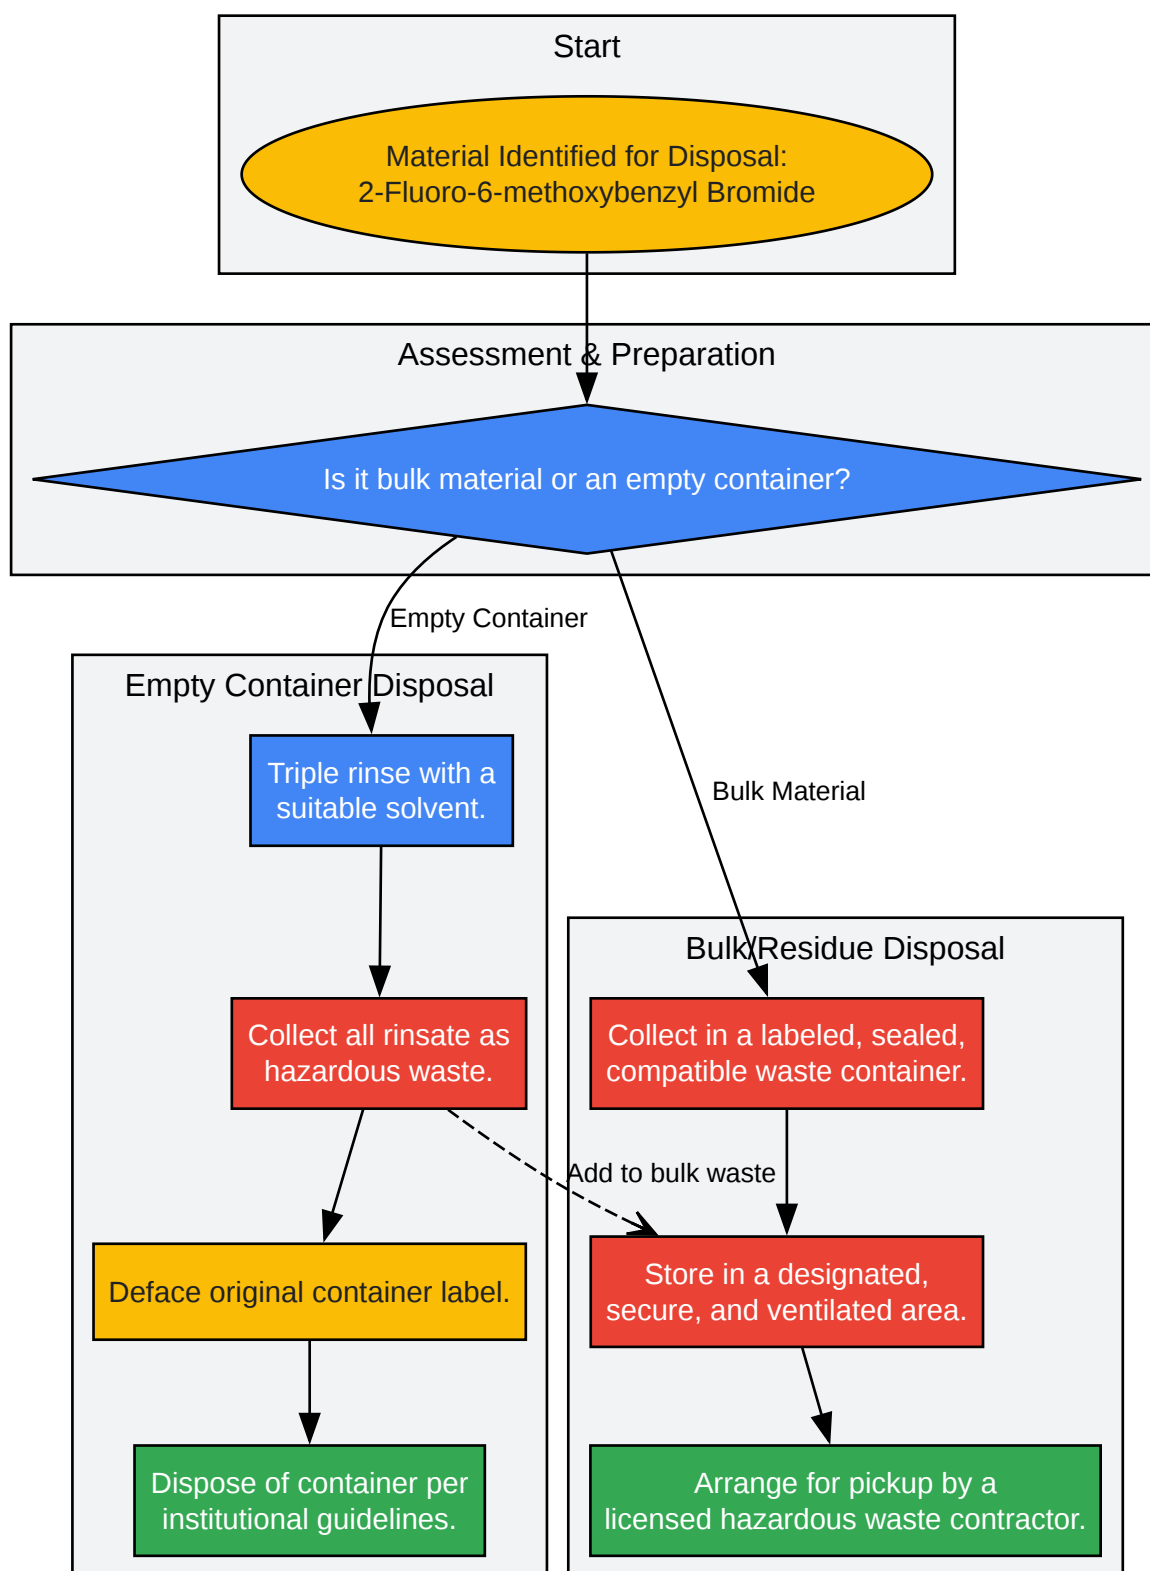 Start
Material Identified for Disposal:
2-Fluoro-6-methoxybenzyl Bromide
Assessment & Preparation
Is it bulk material or an empty container?
Empty Container
Empty Container Disposal
Triple rinse with a
suitable solvent.
Bulk Material
Bulk/Residue Disposal
Collect all rinsate as
hazardous waste.
Collect in a labeled, sealed,
compatible waste container.
Add to bulk waste
Deface original container label.
Store in a designated,
secure, and ventilated area.
Dispose of container per
institutional guidelines.
Arrange for pickup by a
licensed hazardous waste contractor.